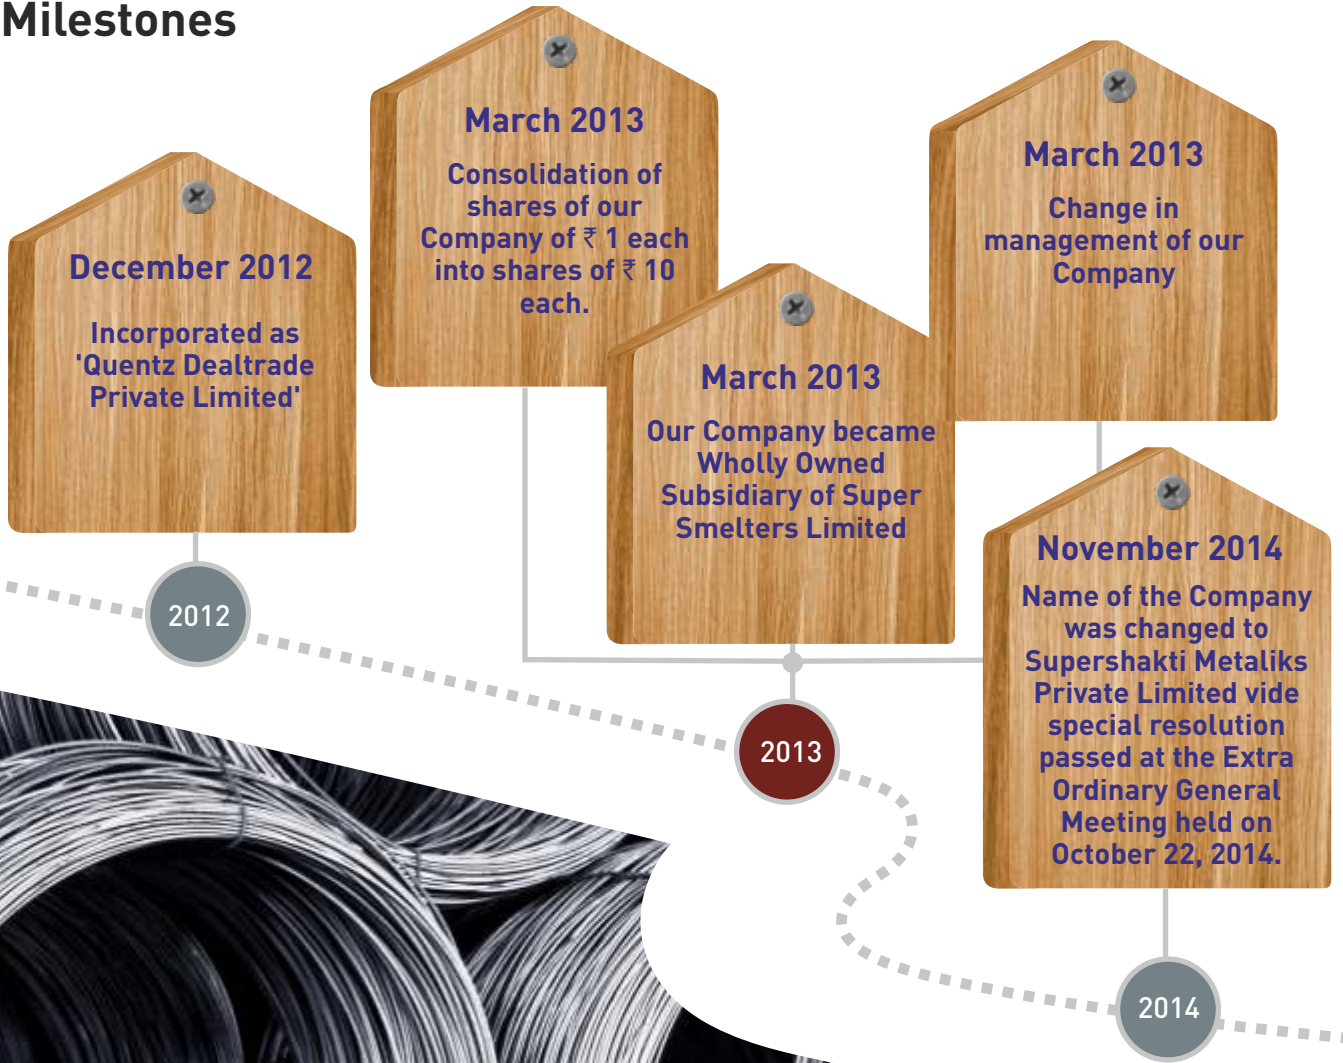 Milestones
December 2012
Incorporated as
'Quentz Dealtrade
Private Limited'
March 2013
Consolidation of
shares of our
Company of ₹ 1 each
into shares of ₹ 10
each.
March 2013
Our Company became
Wholly Owned
Subsidiary of Super
Smelters Limited
March 2013
Change in
management of our
Company
November 2014
Name of the Company
was changed to
Supershakti Metaliks
Private Limited vide
special resolution
passed at the Extra
Ordinary General
Meeting held on
October 22, 2014.
2012
2013
2014